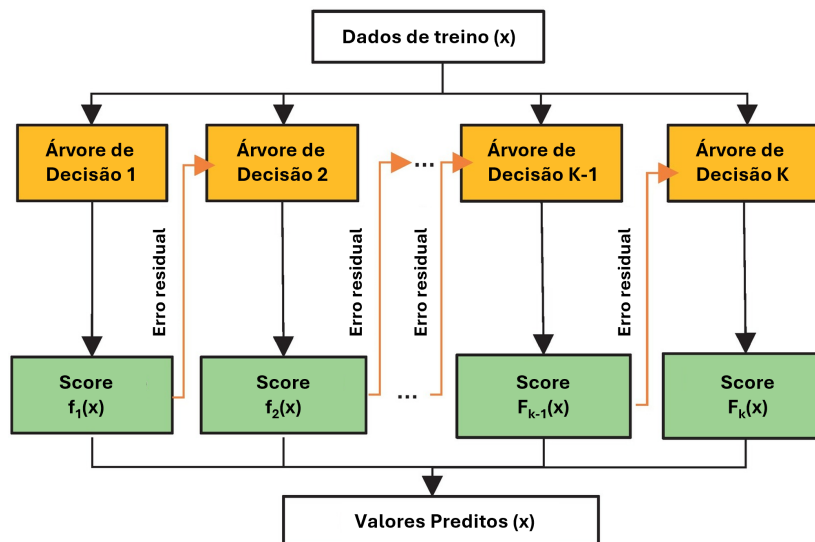 Dados de treino (x)
Árvore de
Decisão 1
Árvore de
Decisão 2
...
Árvore de
Decisão K-1
Árvore de
Decisão K
Erro residual
Erro residual
Erro residual
Erro residual
Score
f₁(x)
Score
f₂(x)
...
Score
Fₖ₋₁(x)
Score
Fₖ(x)
Valores Preditos (x)